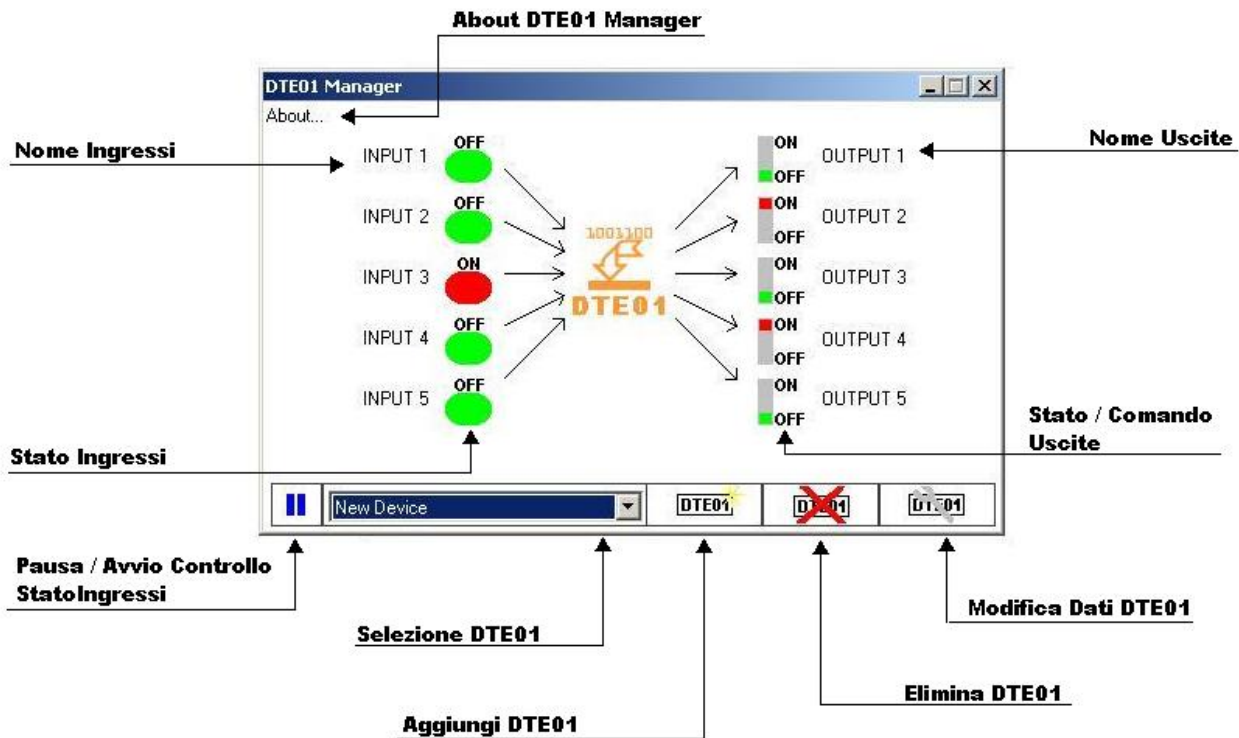 About DTE01 Manager
DTE01 Manager
About...
Nome Ingressi
Nome Uscite
INPUT 1
OFF
ON
OFF
OUTPUT 1
INPUT 2
OFF
ON
OFF
OUTPUT 2
INPUT 3
ON
ON
OFF
OUTPUT 3
INPUT 4
OFF
ON
OFF
OUTPUT 4
INPUT 5
OFF
ON
OFF
OUTPUT 5
1001100
DTE01
Stato Ingressi
Stato / Comando
Uscite
New Device
DTE01
DTE01
DTE01
Pausa / Avvio Controllo
StatoIngressi
Selezione DTE01
Modifica Dati DTE01
Elimina DTE01
Aggiungi DTE01